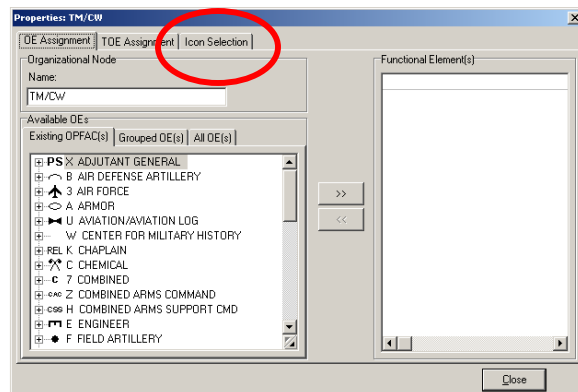 Properties: TM/CW
OE Assignment TOE Assignment Icon Selection
Organizational Node
Name:
TM/CW
Available OEs
Existing OPFAC(s) Grouped OE(s) All OE(s)
PS X ADJUTANT GENERAL
B AIR DEFENSE ARTILLERY
3 AIR FORCE
A ARMOR
U AVIATION/AVIATION LOG
W CENTER FOR MILITARY HISTORY
REL K CHAPLAIN
C CHEMICAL
C 7 COMBINED
CAC Z COMBINED ARMS COMMAND
CSS H COMBINED ARMS SUPPORT CMD
E ENGINEER
F FIELD ARTILLERY
>>
<<
Functional Element(s)
Close